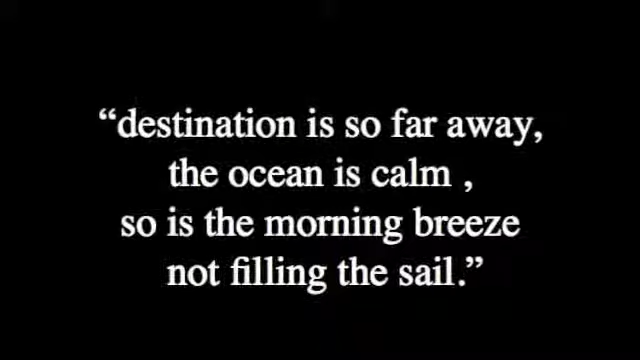 “destination is so far away,
the ocean is calm ,
so is the morning breeze
not filling the sail.”